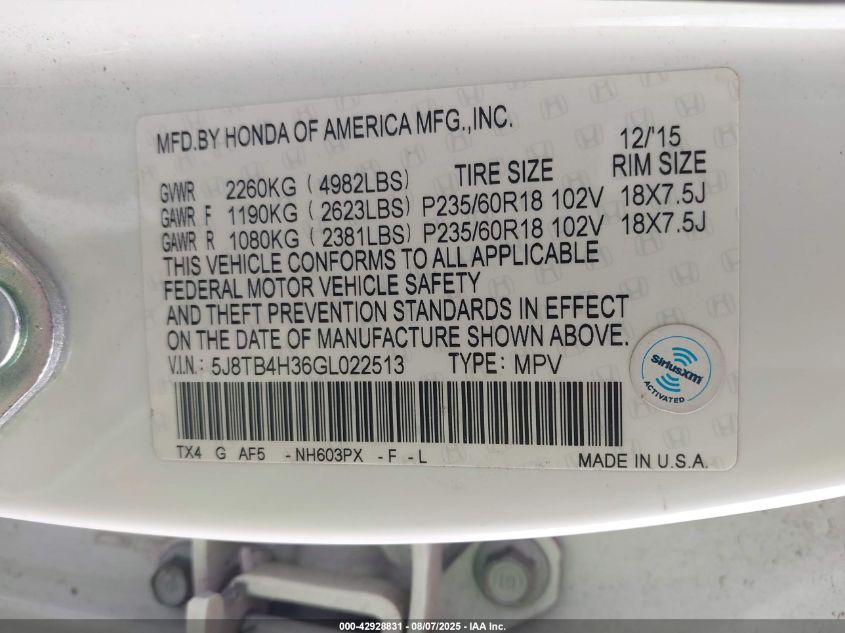 MFD.BY HONDA OF AMERICA MFG.,INC. 12/'15
GVWR 2260KG ( 4982LBS) TIRE SIZE RIM SIZE
GAWR F 1190KG ( 2623LBS) P235/60R18 102V 18X7.5J
GAWR R 1080KG ( 2381LBS) P235/60R18 102V 18X7.5J
THIS VEHICLE CONFORMS TO ALL APPLICABLE
FEDERAL MOTOR VEHICLE SAFETY
AND THEFT PREVENTION STANDARDS IN EFFECT
ON THE DATE OF MANUFACTURE SHOWN ABOVE.
V.I.N.: 5J8TB4H36GL022513 TYPE: MPV
SiriusXM
ACTIVATED
TX4 G AF5 -NH603PX -F -L MADE IN U.S.A.
000-42928831 - 08/07/2025 - IAA Inc.